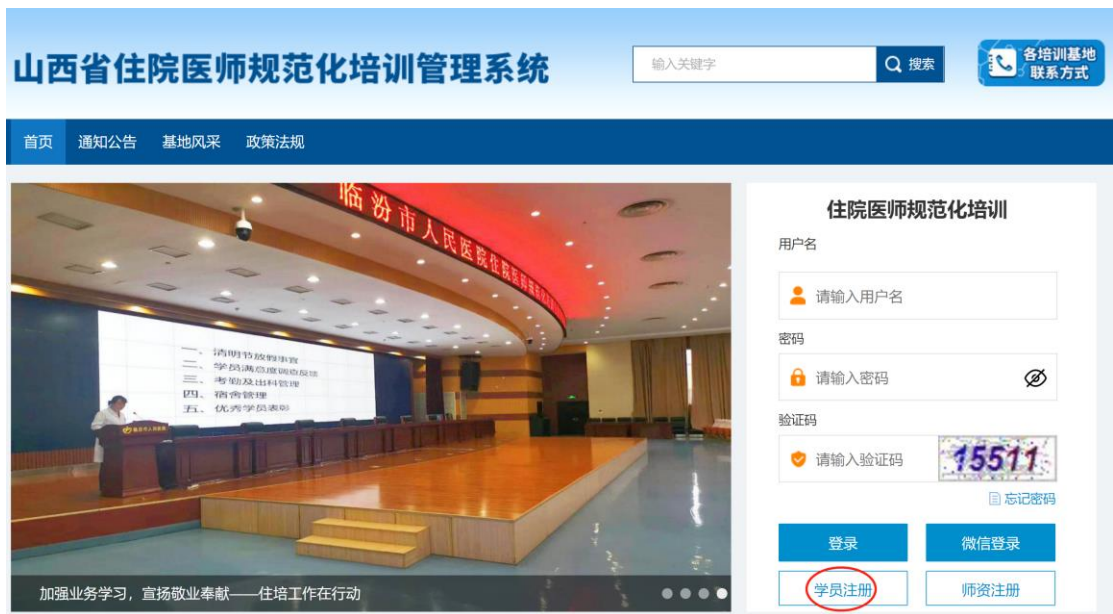 山西省住院医师规范化培训管理系统
输入关键字
搜索
各培训基地
联系方式
首页 通知公告 基地风采 政策法规
临汾市人民医院住院医师规范化
一、清明节放假事宜
二、学员满意度调查反馈
三、考勤及出科管理
四、宿舍管理
五、优秀学员表彰
加强业务学习，宣扬敬业奉献——住培工作在行动
住院医师规范化培训
用户名
请输入用户名
密码
请输入密码
验证码
请输入验证码
15511
忘记密码
登录 微信登录
学员注册 师资注册